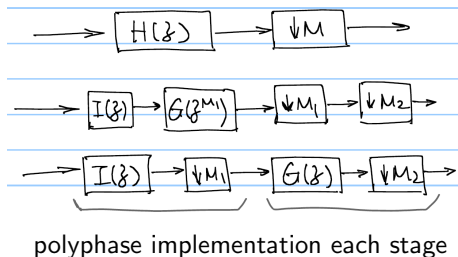 H(z) ↓M
I(z) G(z^M₁) ↓M₁ ↓M₂
I(z) ↓M₁ G(z) ↓M₂
polyphase implementation each stage